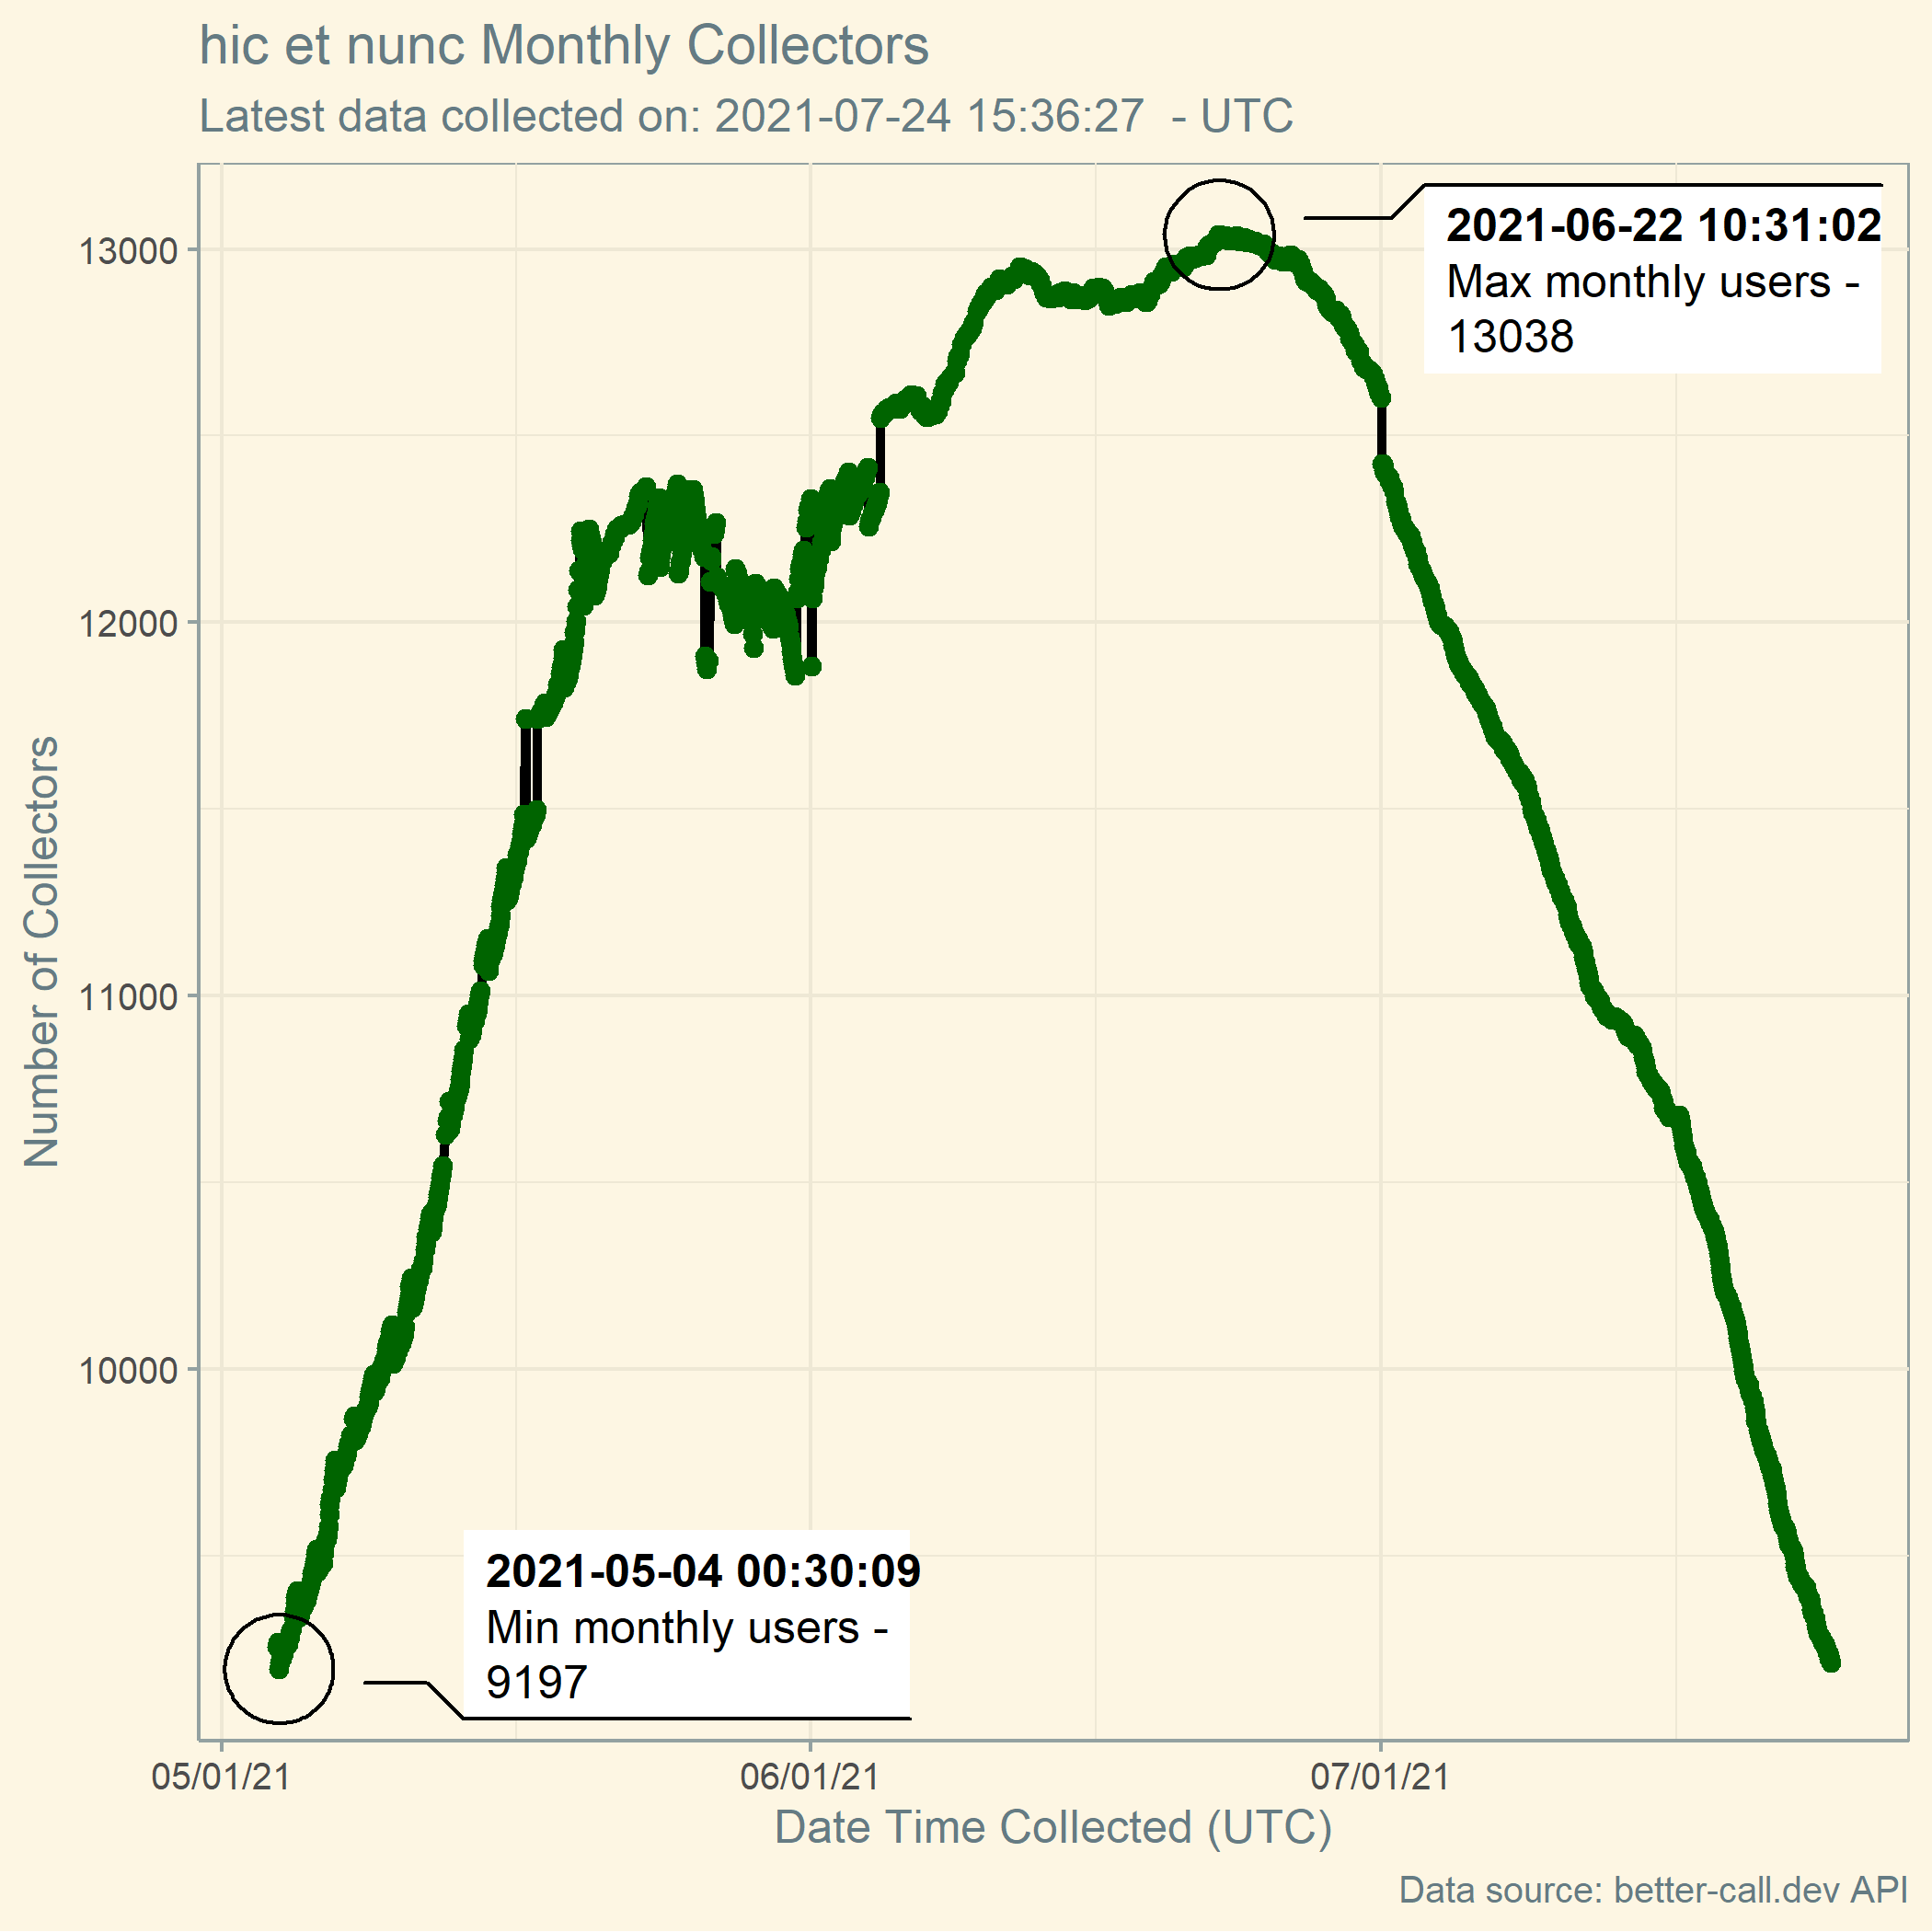 hic et nunc Monthly Collectors
Latest data collected on: 2021-07-24 15:36:27  - UTC
2021-06-22 10:31:02
Max monthly users -
13038
13000
12000
11000
10000
Number of Collectors
2021-05-04 00:30:09
Min monthly users -
9197
05/01/21
06/01/21
07/01/21
Date Time Collected (UTC)
Data source: better-call.dev API